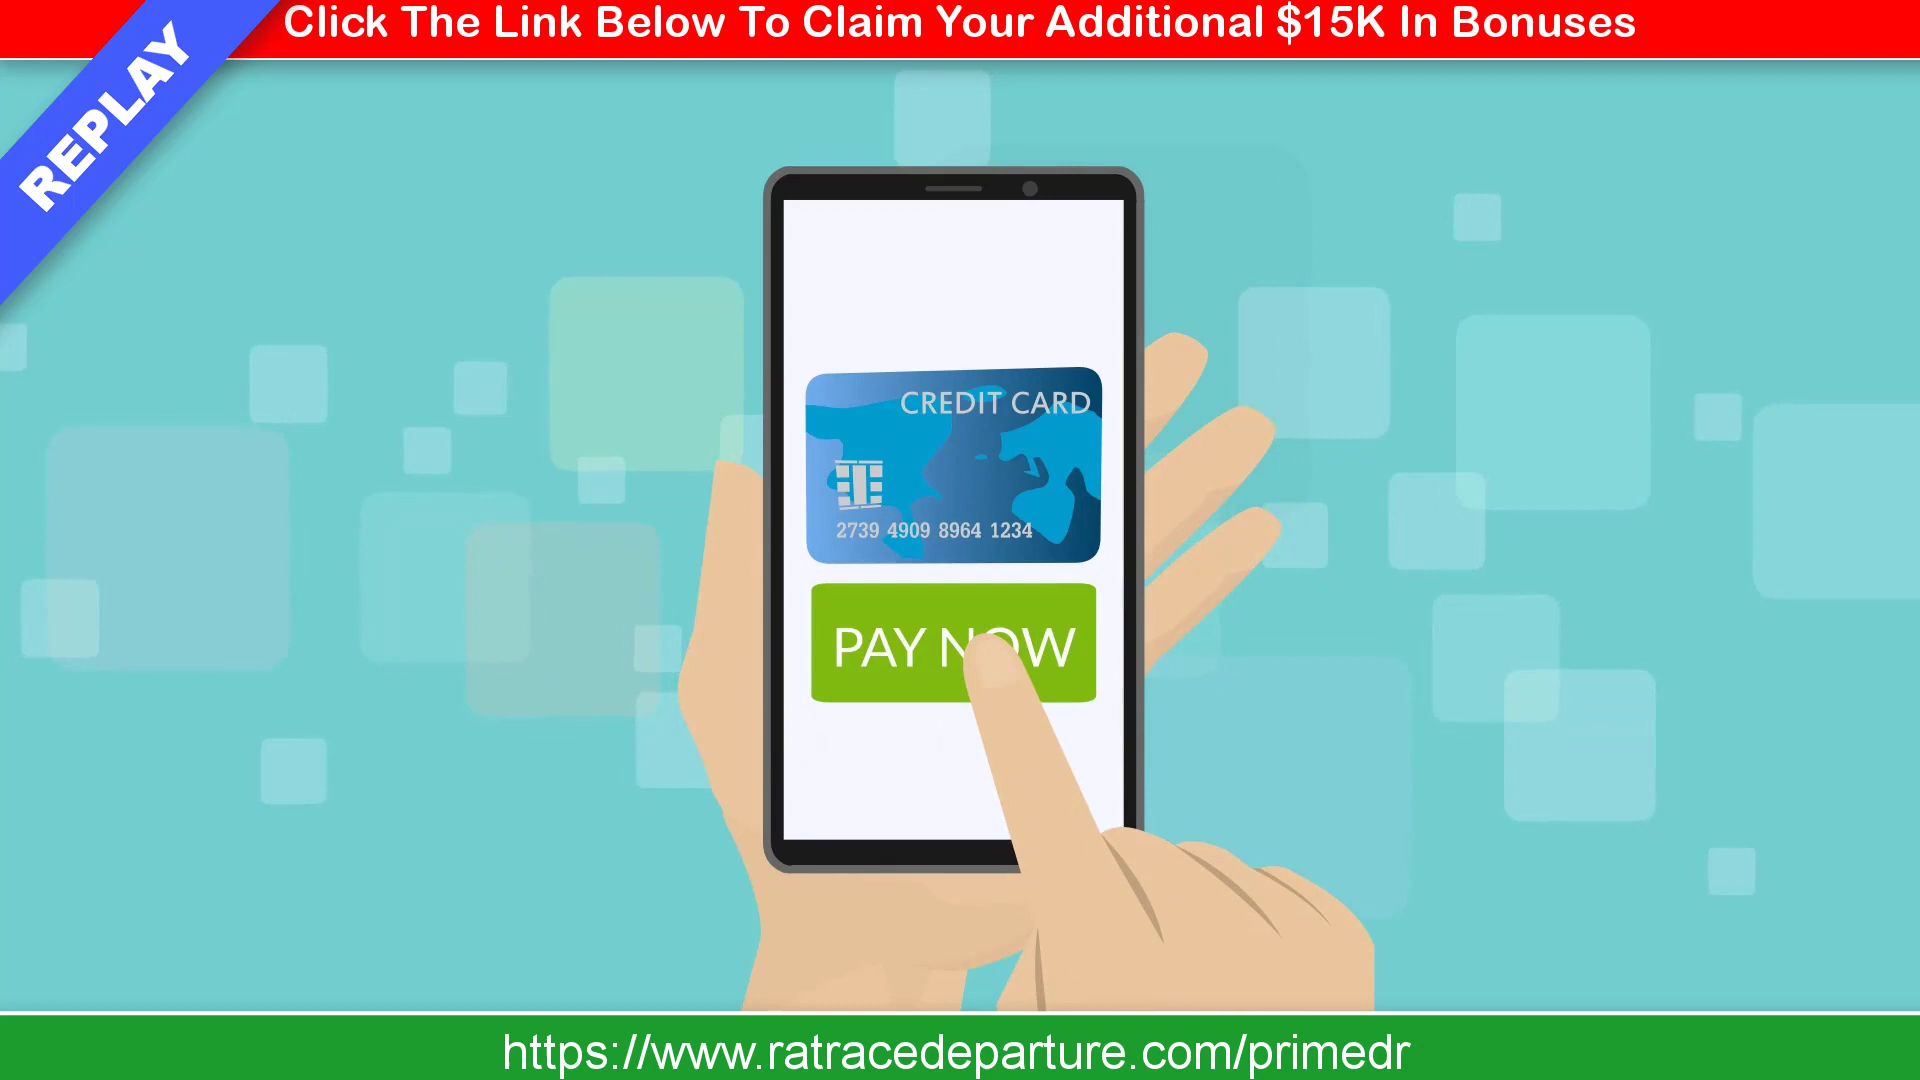 Click The Link Below To Claim Your Additional $15K In Bonuses
REPLAY
CREDIT CARD
2739 4909 8964 1234
PAY NOW
https://www.ratracedeparture.com/primedr